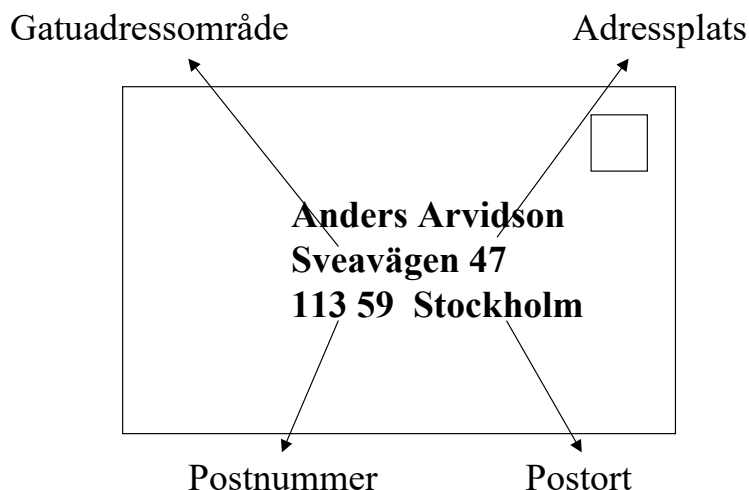 Gatuadressområde Adressplats
Anders Arvidson
Sveavägen 47
113 59 Stockholm
Postnummer Postort